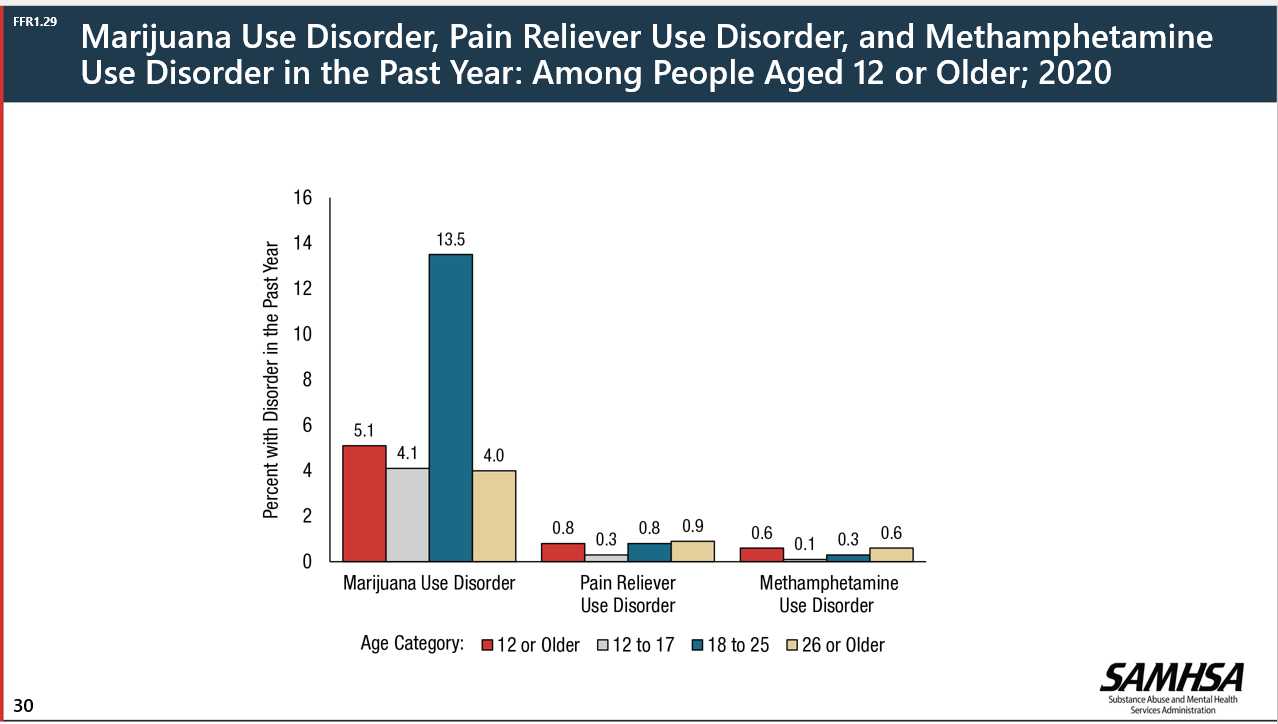 FFR1.29
Marijuana Use Disorder, Pain Reliever Use Disorder, and Methamphetamine
Use Disorder in the Past Year: Among People Aged 12 or Older; 2020
Percent with Disorder in the Past Year
16
14
12
10
8
6
4
2
0
5.1
4.1
13.5
4.0
0.8
0.3
0.8
0.9
0.6
0.1
0.3
0.6
Marijuana Use Disorder
Pain Reliever
Use Disorder
Methamphetamine
Use Disorder
Age Category: 12 or Older 12 to 17 18 to 25 26 or Older
SAMHSA
Substance Abuse and Mental Health
Services Administration
30